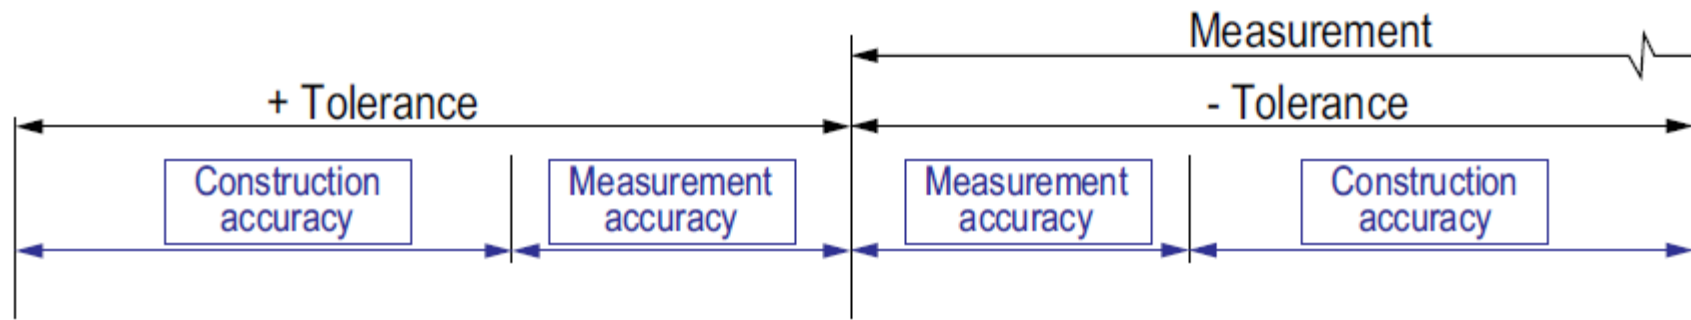 Measurement
+ Tolerance
- Tolerance
Construction
accuracy
Measurement
accuracy
Measurement
accuracy
Construction
accuracy